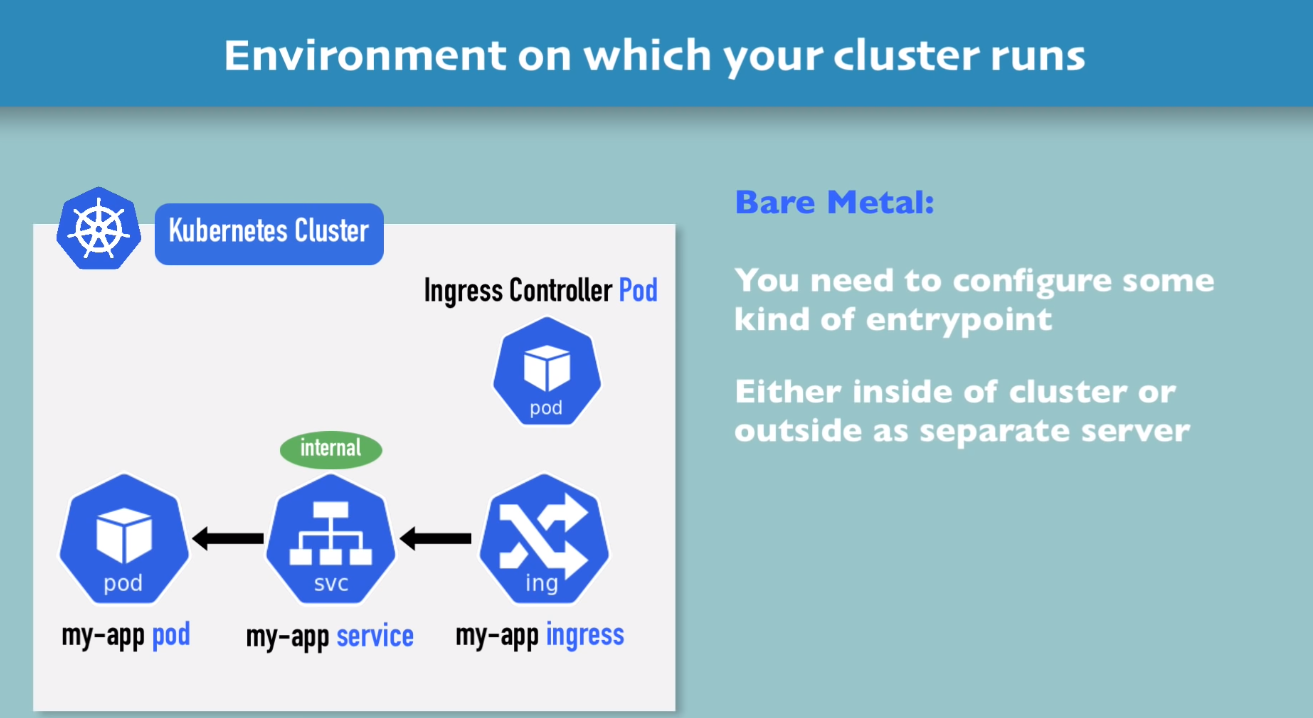 Environment on which your cluster runs
Kubernetes Cluster
Ingress Controller Pod
pod
internal
pod
svc
ing
my-app pod
my-app service
my-app ingress
Bare Metal:
You need to configure some
kind of entrypoint
Either inside of cluster or
outside as separate server